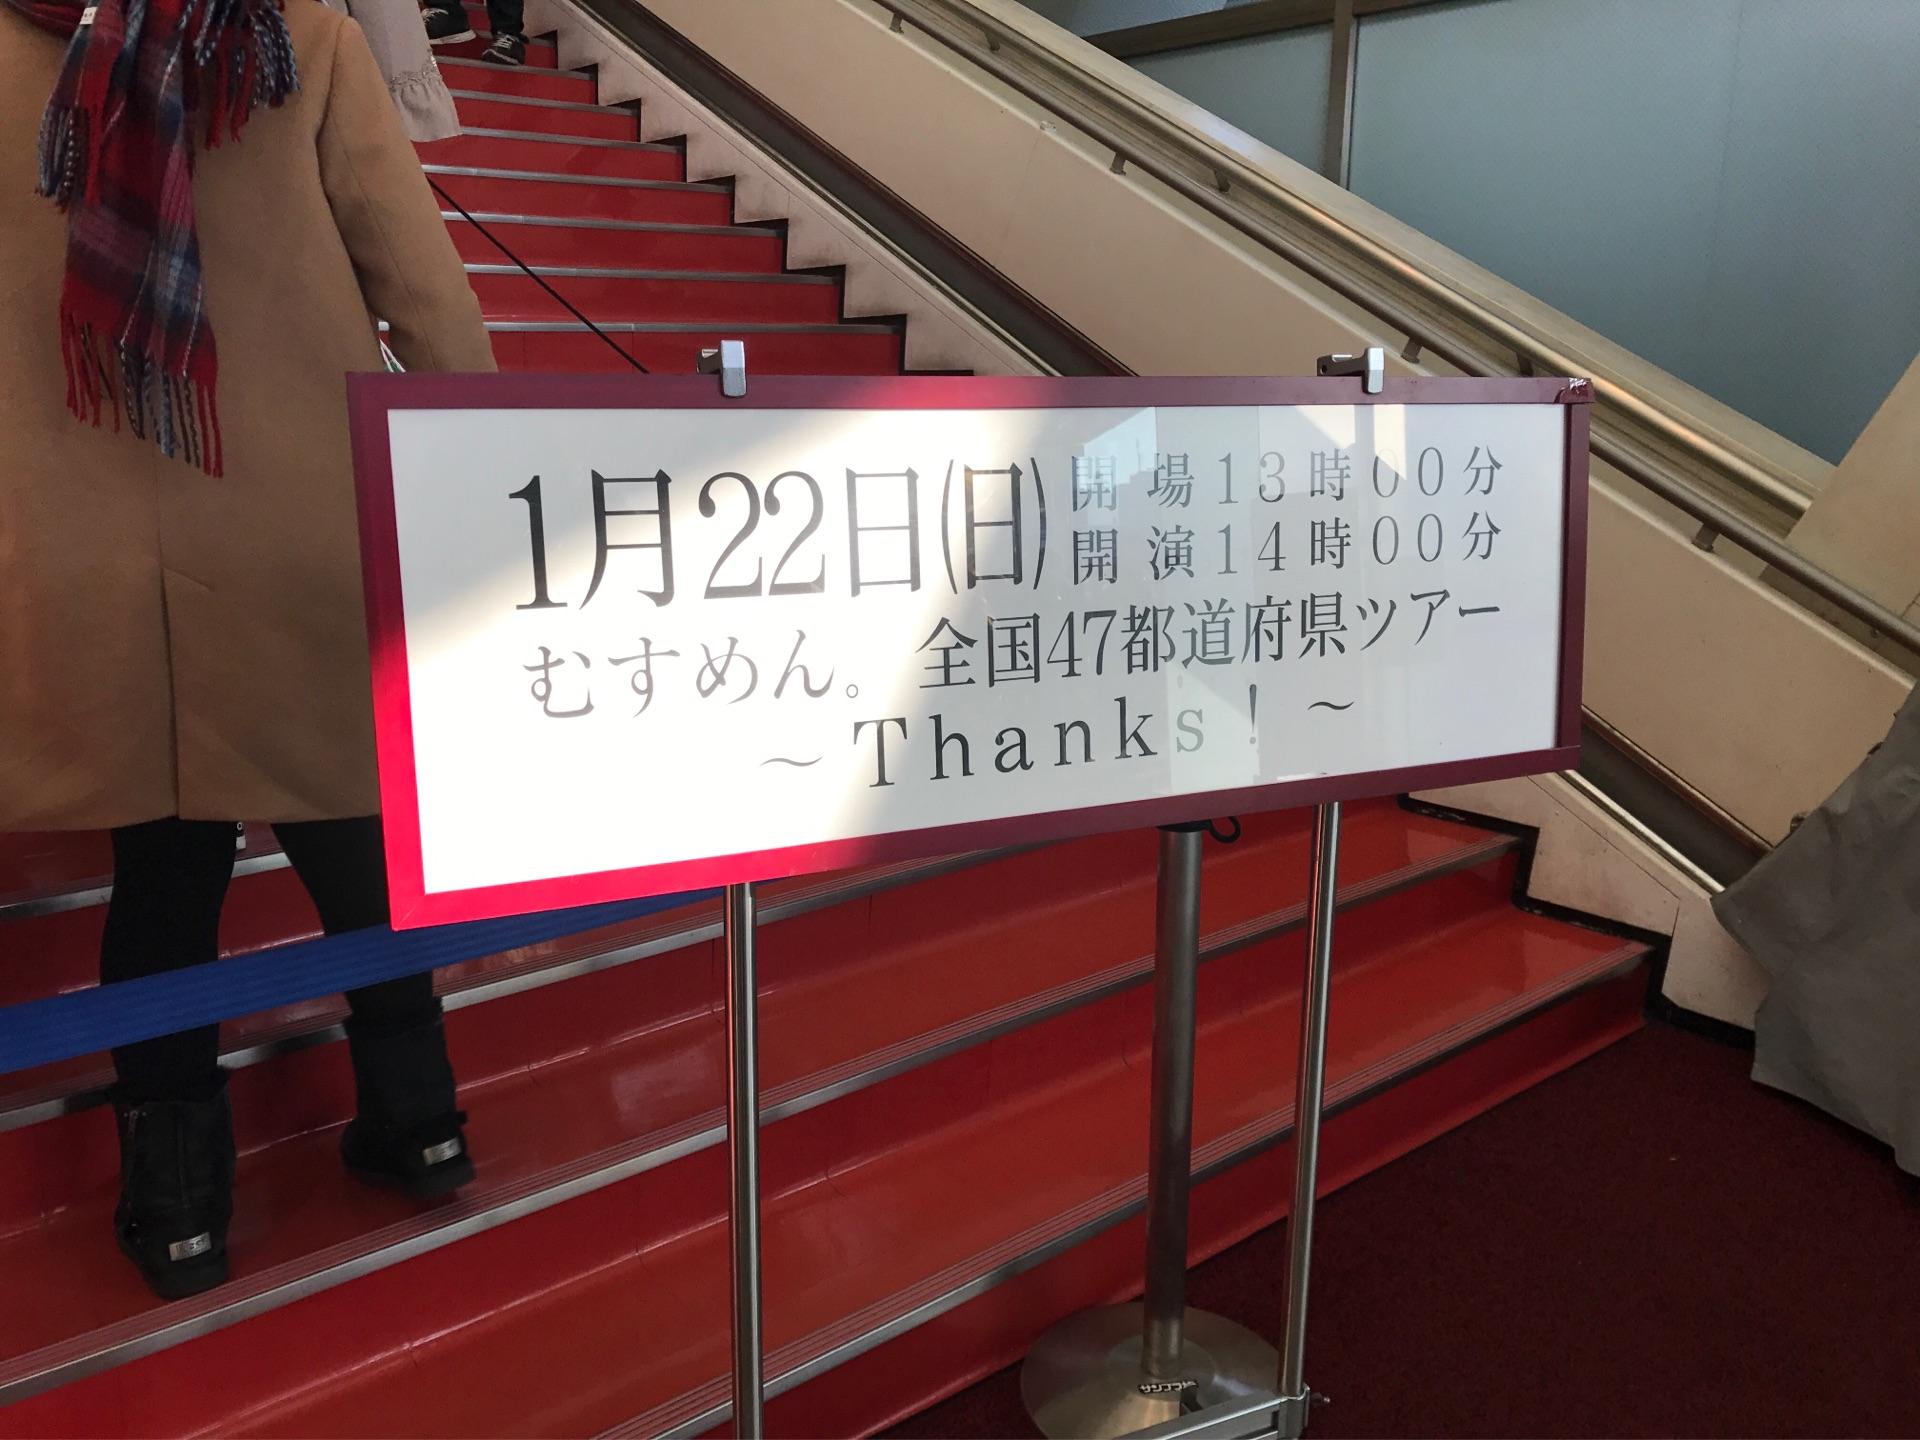 1月22日(日)
開場13時00分
開演14時00分
むすめん。全国47都道府県ツアー
～Thanks!～